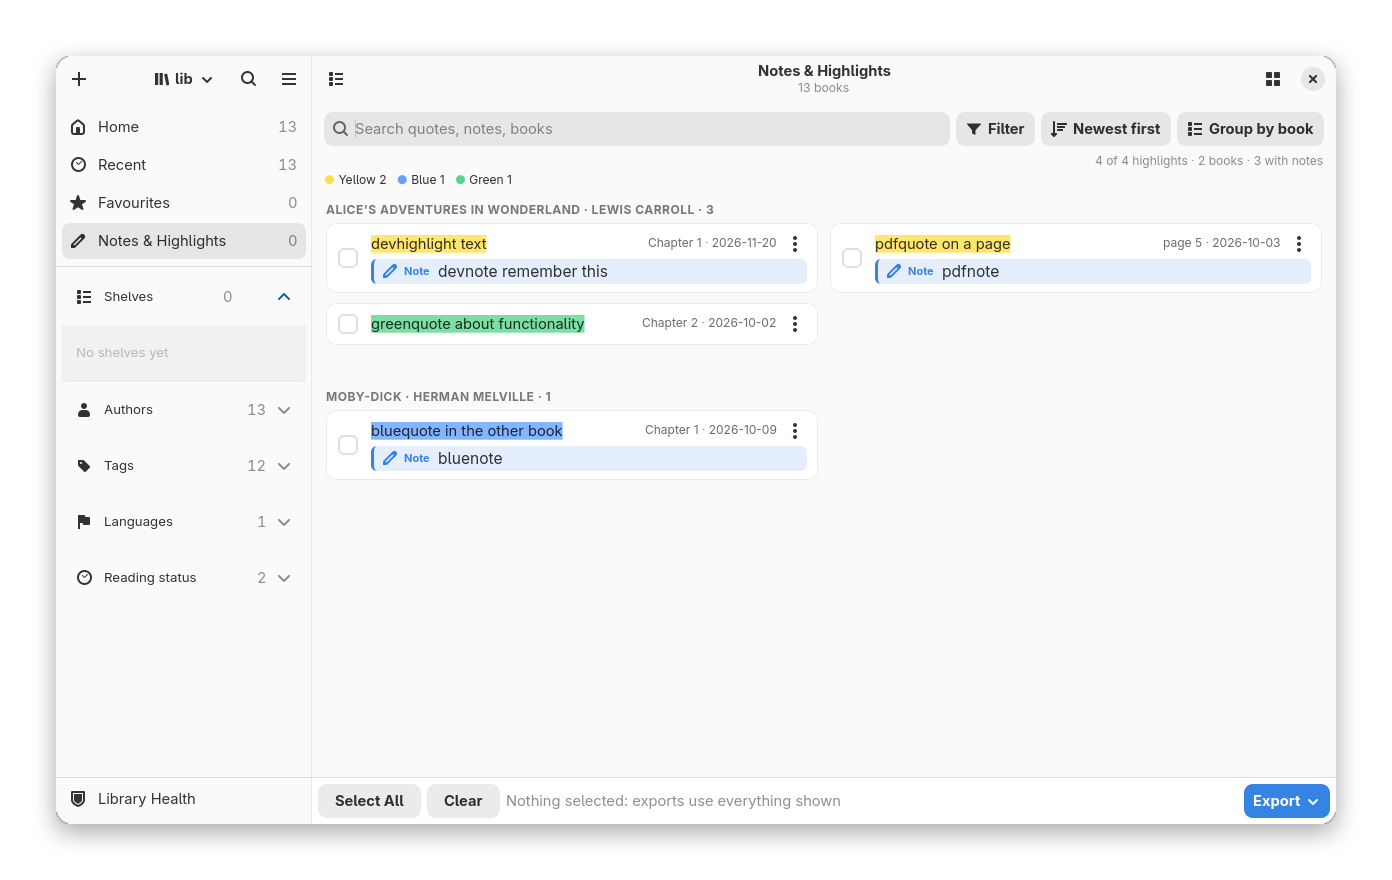 lib
Notes & Highlights
13 books
Home 13
Recent 13
Favourites 0
Notes & Highlights 0
Shelves 0
No shelves yet
Authors 13
Tags 12
Languages 1
Reading status 2
Library Health
Search quotes, notes, books
Filter
Newest first
Group by book
4 of 4 highlights · 2 books · 3 with notes
Yellow 2 Blue 1 Green 1
ALICE'S ADVENTURES IN WONDERLAND · LEWIS CARROLL · 3
devhighlight text Chapter 1 · 2026-11-20
Note devnote remember this
pdfquote on a page page 5 · 2026-10-03
Note pdfnote
greenquote about functionality Chapter 2 · 2026-10-02
MOBY-DICK · HERMAN MELVILLE · 1
bluequote in the other book Chapter 1 · 2026-10-09
Note bluenote
Select All
Clear
Nothing selected: exports use everything shown
Export